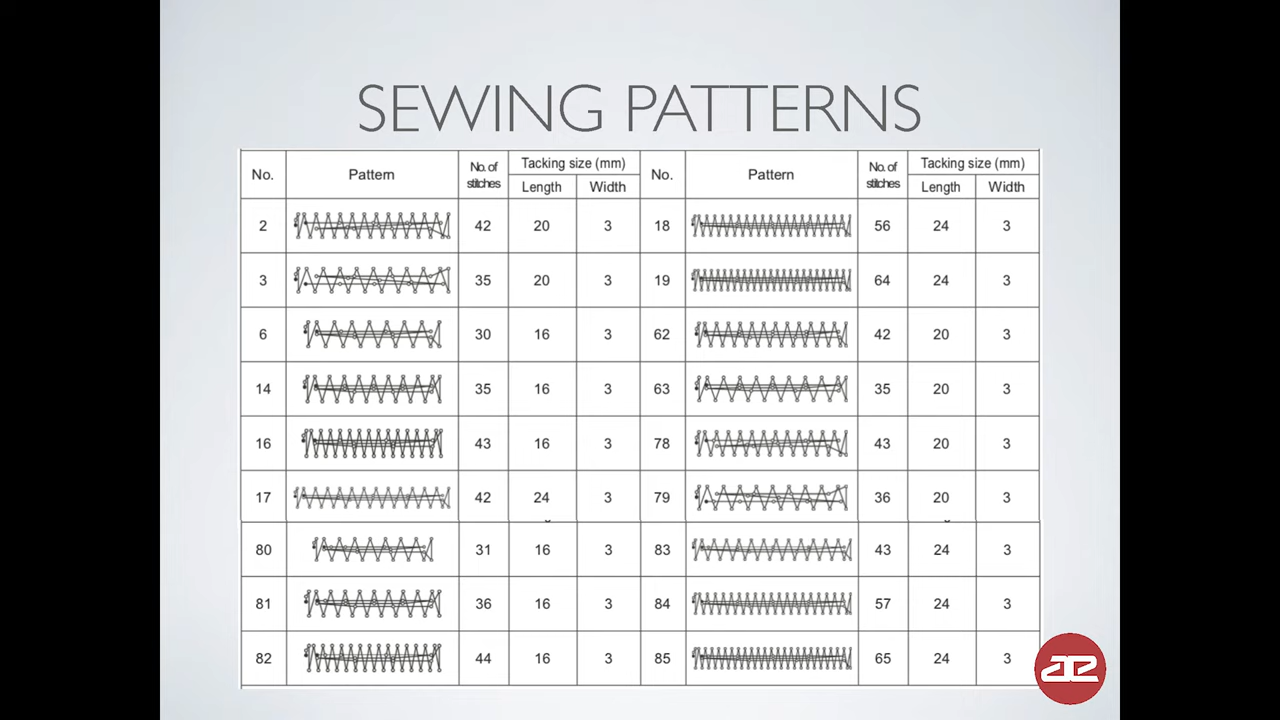 SEWING PATTERNS
No. Pattern No. of stitches Tacking size (mm) Length Width No. Pattern No. of stitches Tacking size (mm) Length Width
2 42 20 3 18 56 24 3
3 35 20 3 19 64 24 3
6 30 16 3 62 42 20 3
14 35 16 3 63 35 20 3
16 43 16 3 78 43 20 3
17 42 24 3 79 36 20 3
80 31 16 3 83 43 24 3
81 36 16 3 84 57 24 3
82 44 16 3 85 65 24 3